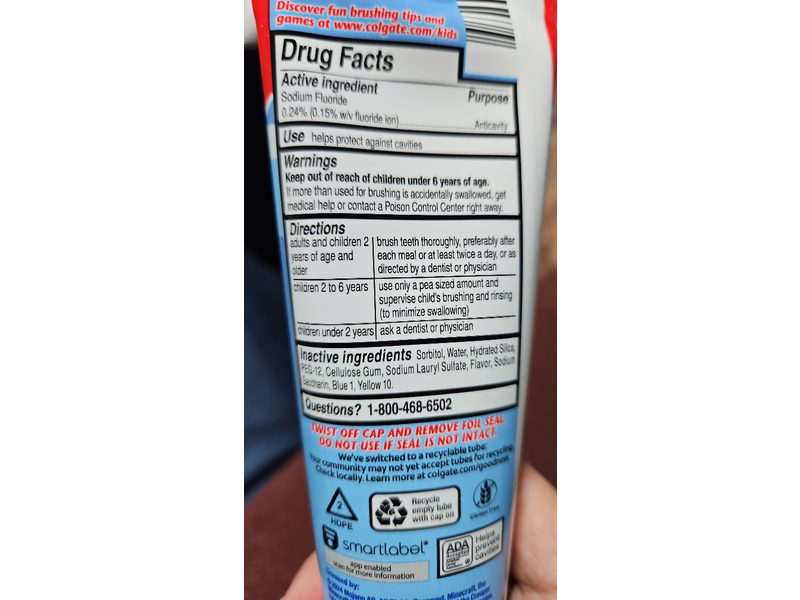 Discover fun brushing tips and
games at www.colgate.com/kids
Drug Facts
Active ingredient Purpose
Sodium Fluoride
0.24% (0.15% w/v fluoride ion)........................ Anticavity
Use helps protect against cavities
Warnings
Keep out of reach of children under 6 years of age.
If more than used for brushing is accidentally swallowed, get
medical help or contact a Poison Control Center right away.
Directions
adults and children 2 years of age and older
brush teeth thoroughly, preferably after
each meal or at least twice a day, or as
directed by a dentist or physician
children 2 to 6 years
use only a pea sized amount and
supervise child's brushing and rinsing
(to minimize swallowing)
children under 2 years ask a dentist or physician
Inactive ingredients Sorbitol, Water, Hydrated Silica,
PEG-12, Cellulose Gum, Sodium Lauryl Sulfate, Flavor, Sodium
Saccharin, Blue 1, Yellow 10.
Questions? 1-800-468-6502
TWIST OFF CAP AND REMOVE FOIL SEAL.
DO NOT USE IF SEAL IS NOT INTACT.
We've switched to a recyclable tube:
Your community may not yet accept tubes for recycling.
Check locally. Learn more at colgate.com/goodness
2
HDPE
Recycle
empty tube
with cap on
Gluten Free
smartlabel®
app enabled
scan for more information
ADA
Accepted
Helps
prevent
cavities
Licensed by:
© 2024 Mojang AB. Minecraft, the